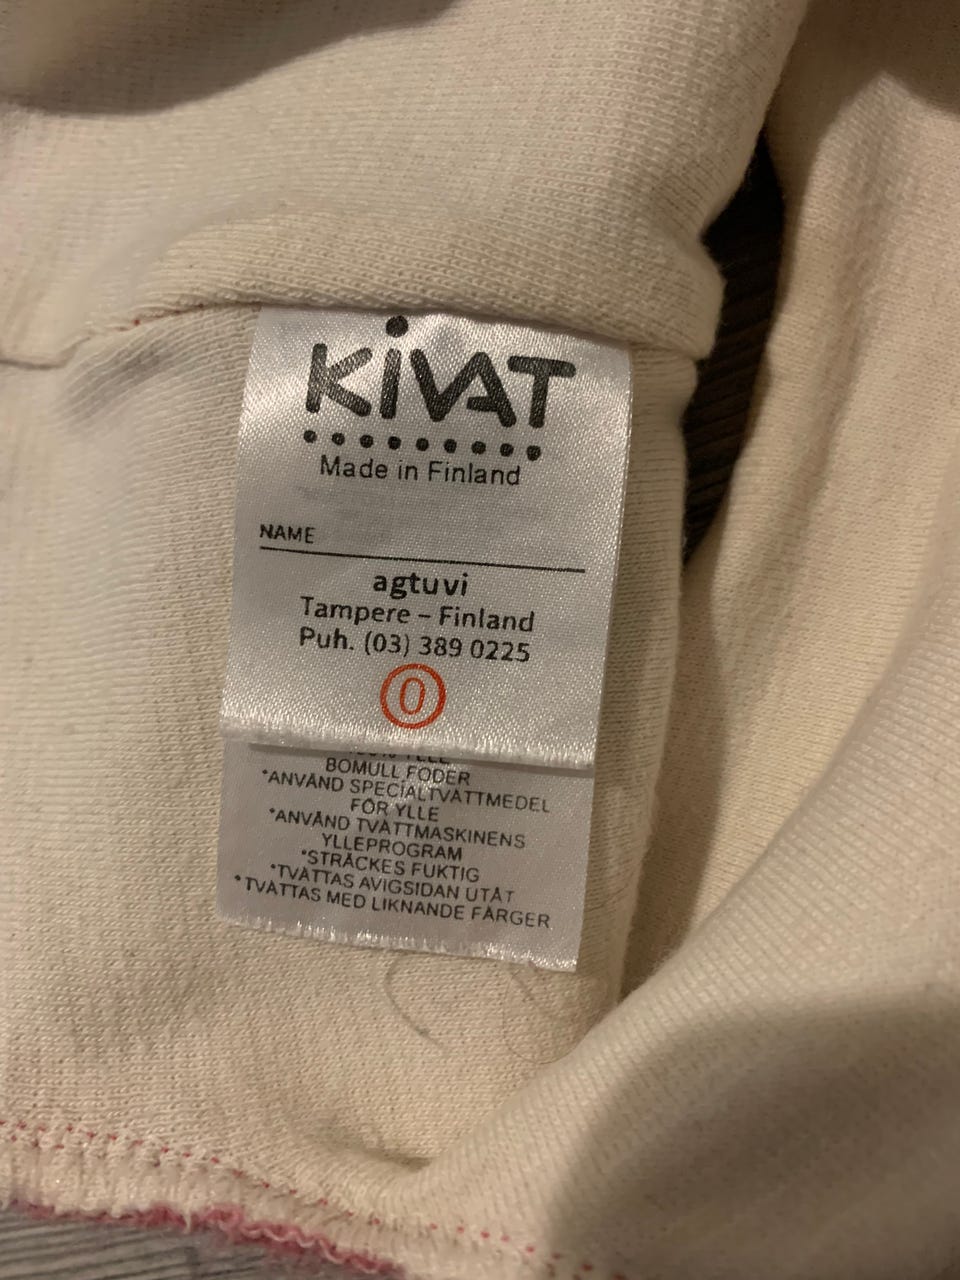 KiVAT
Made in Finland
NAME
agtuvi
Tampere – Finland
Puh. (03) 389 0225
0
YLLE
BOMULL FODER
*ANVÄND SPECIALTVÄTTMEDEL
FÖR YLLE
*ANVÄND TVÄTTMASKINENS
YLLEPROGRAM
*STRÄCKES FUKTIG
*TVÄTTAS AVIGSIDAN UTÅT
*TVÄTTAS MED LIKNANDE FÄRGER